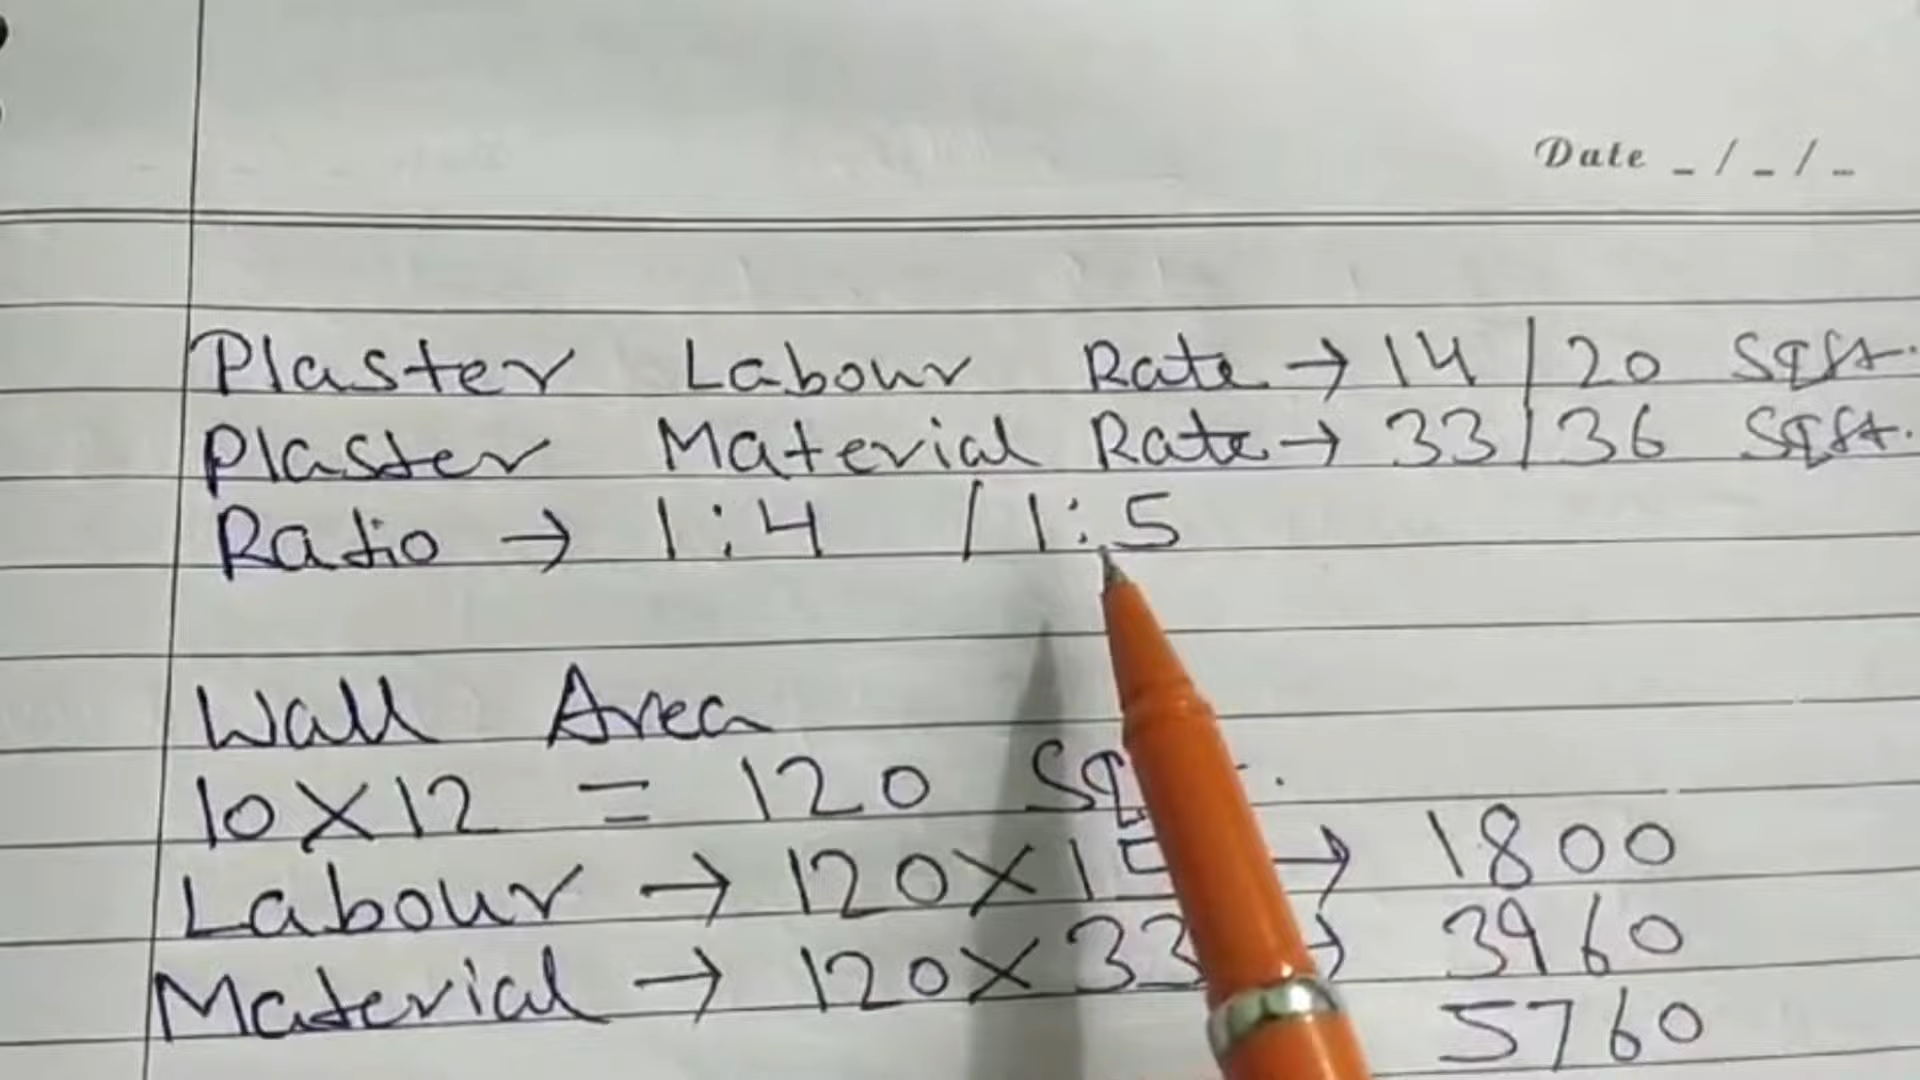 Date _ / _ / _
Plaster Labour Rate → 14 / 20 Sqft.
Plaster Material Rate → 33 / 36 Sqft.
Ratio → 1:4 / 1:5
Wall Area
10X12 = 120
Labour → 120X15 → 1800
Material → 120X33 → 3960
5760